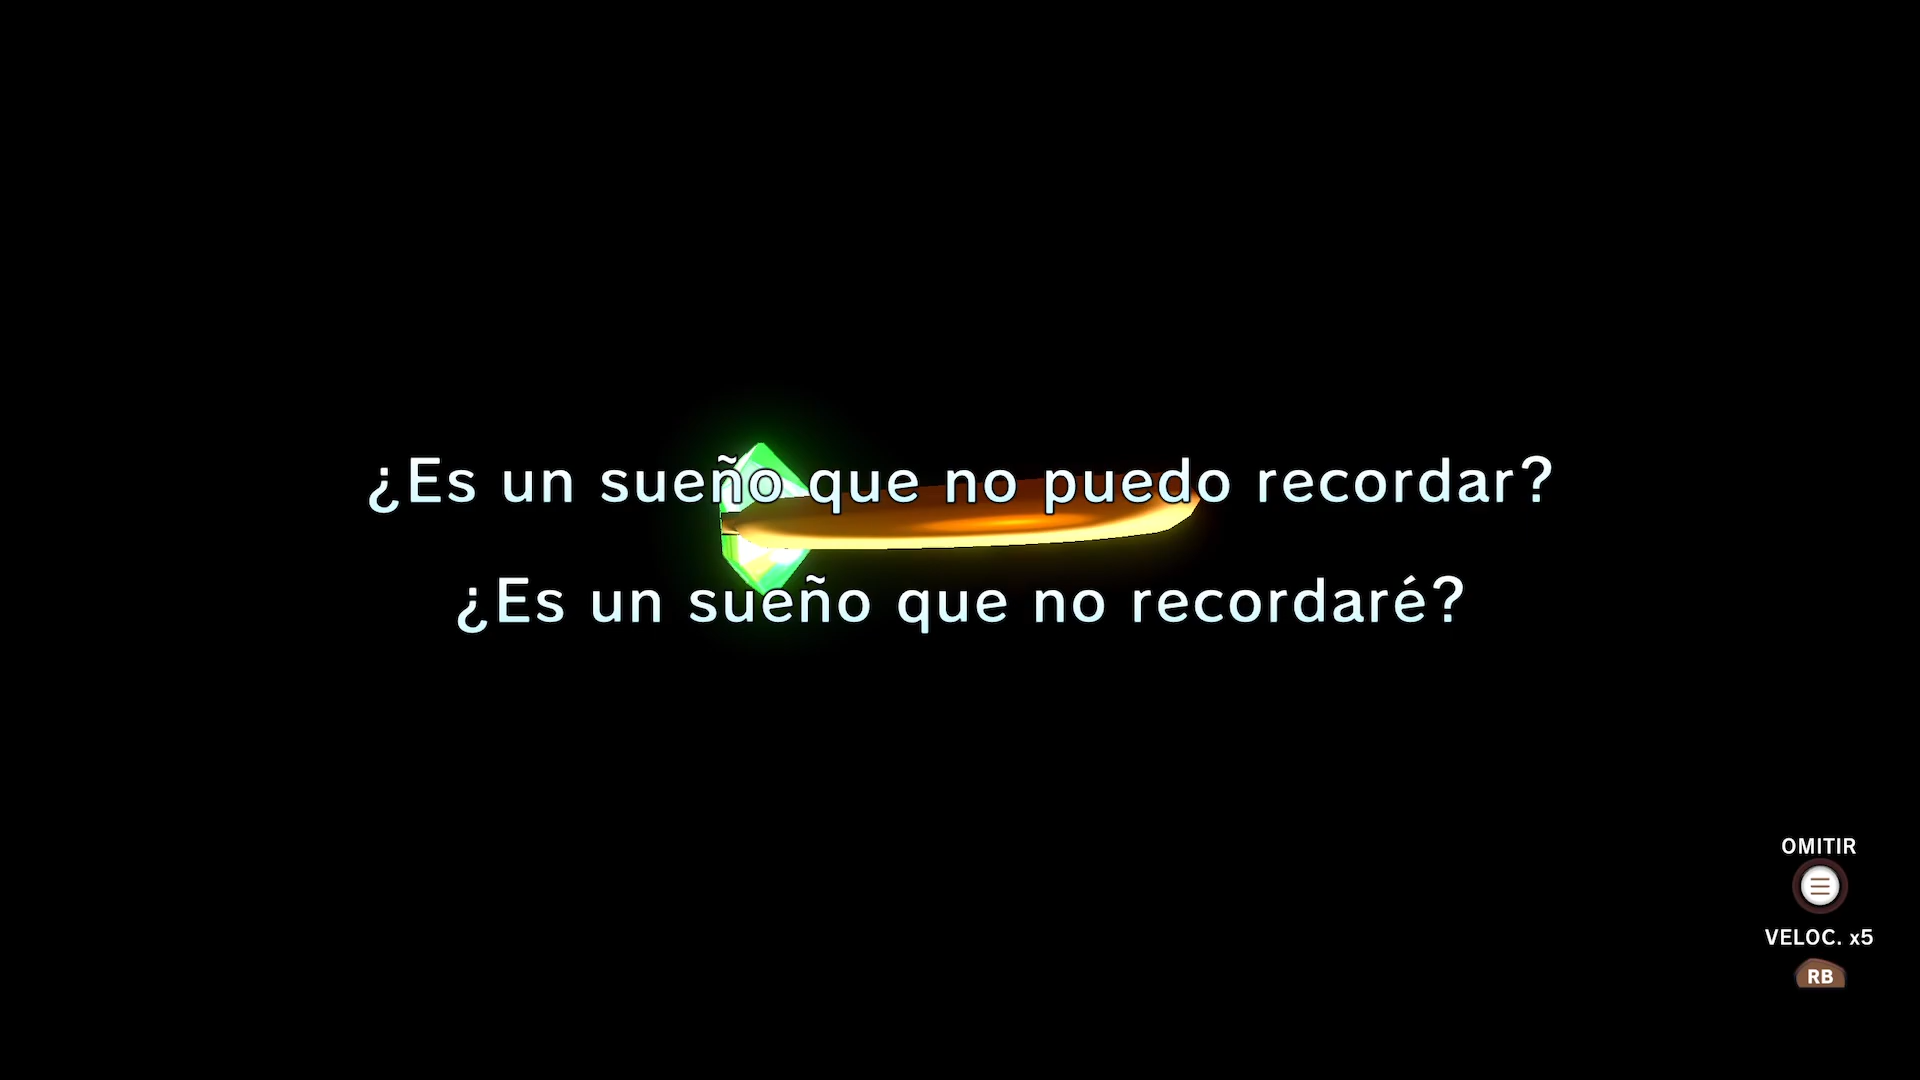 ¿Es un sueño que no puedo recordar?
¿Es un sueño que no recordaré?
OMITIR
VELOC. x5
RB